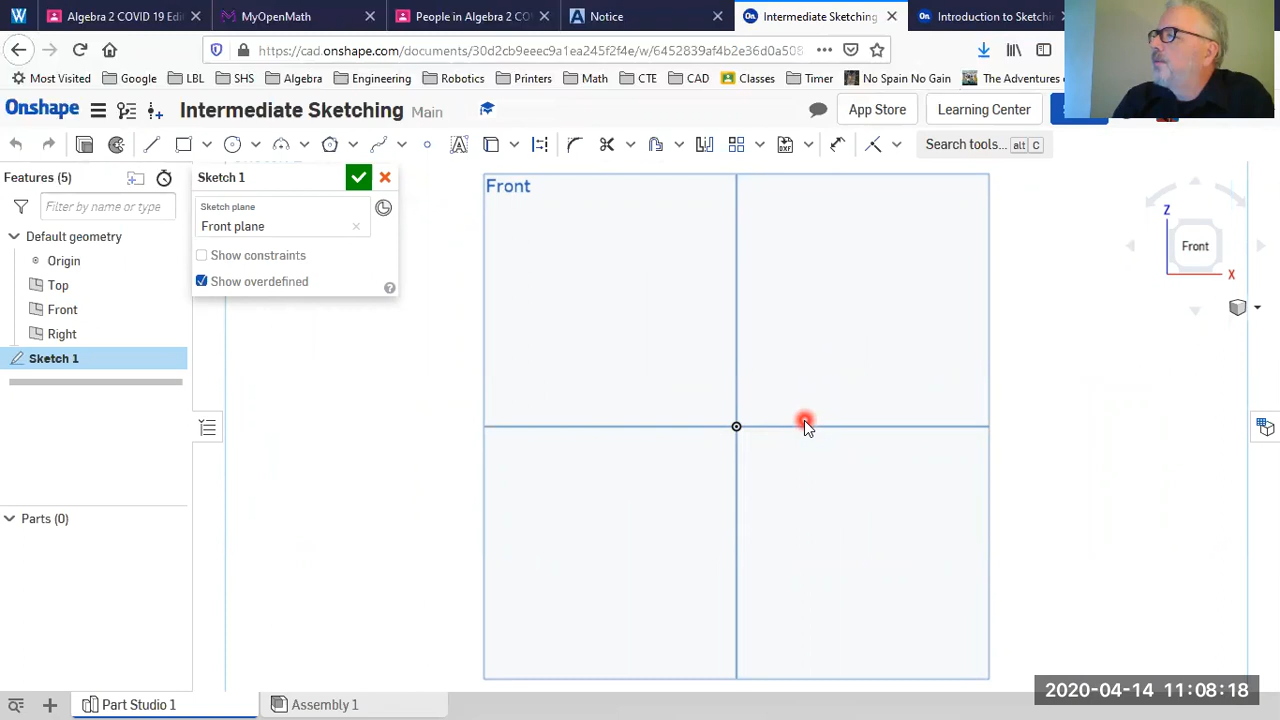 Algebra 2 COVID 19 Edi
MyOpenMath
People in Algebra 2 CO
Notice
Intermediate Sketching
Introduction to Sketchi
https://cad.onshape.com/documents/30d2cb9eeec9a1ea245f2f4e/w/6452839af4b2e36d0a508
Most Visited
Google
LBL
SHS
Algebra
Engineering
Robotics
Printers
Math
CTE
CAD
Classes
Timer
No Spain No Gain
The Adventures
Onshape
Intermediate Sketching
Main
App Store
Learning Center
Search tools...
alt
C
Features (5)
Filter by name or type
Default geometry
Origin
Top
Front
Right
Sketch 1
Parts (0)
Sketch 1
Sketch plane
Front plane
Show constraints
Show overdefined
Front
Z
Front
X
Part Studio 1
Assembly 1
2020-04-14 11:08:18